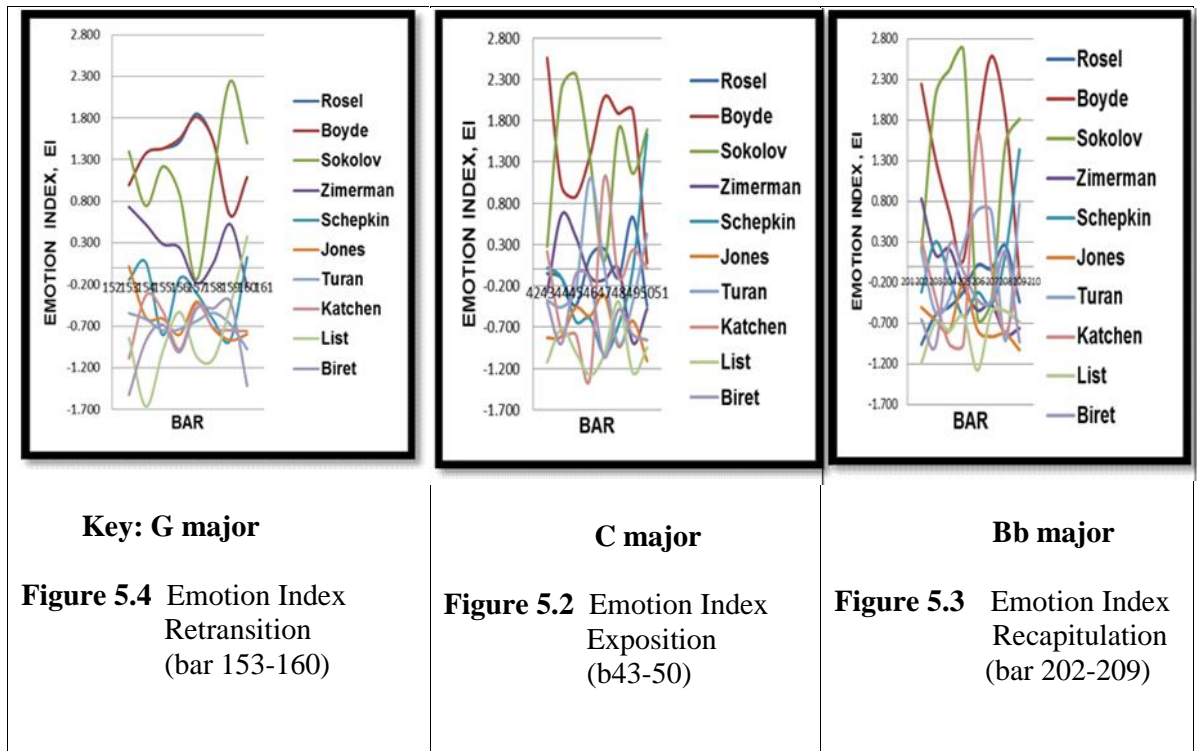 2.800
2.300
1.800
1.300
0.800
0.300
-0.200
-0.700
-1.200
-1.700
EMOTION INDEX, EI
152153154155156157158159160161
BAR
Rosel
Boyde
Sokolov
Zimerman
Schepkin
Jones
Turan
Katchen
List
Biret
2.800
2.300
1.800
1.300
0.800
0.300
-0.200
-0.700
-1.200
-1.700
EMOTION INDEX, EI
42434445464748495051
BAR
Rosel
Boyde
Sokolov
Zimerman
Schepkin
Jones
Turan
Katchen
List
Biret
2.800
2.300
1.800
1.300
0.800
0.300
-0.200
-0.700
-1.200
-1.700
EMOTION INDEX, EI
BAR
Rosel
Boyde
Sokolov
Zimerman
Schepkin
Jones
Turan
Katchen
List
Biret
Key: G major
Figure 5.4 Emotion Index
Retransition
(bar 153-160)
C major
Figure 5.2 Emotion Index
Exposition
(b43-50)
Bb major
Figure 5.3 Emotion Index
Recapitulation
(bar 202-209)